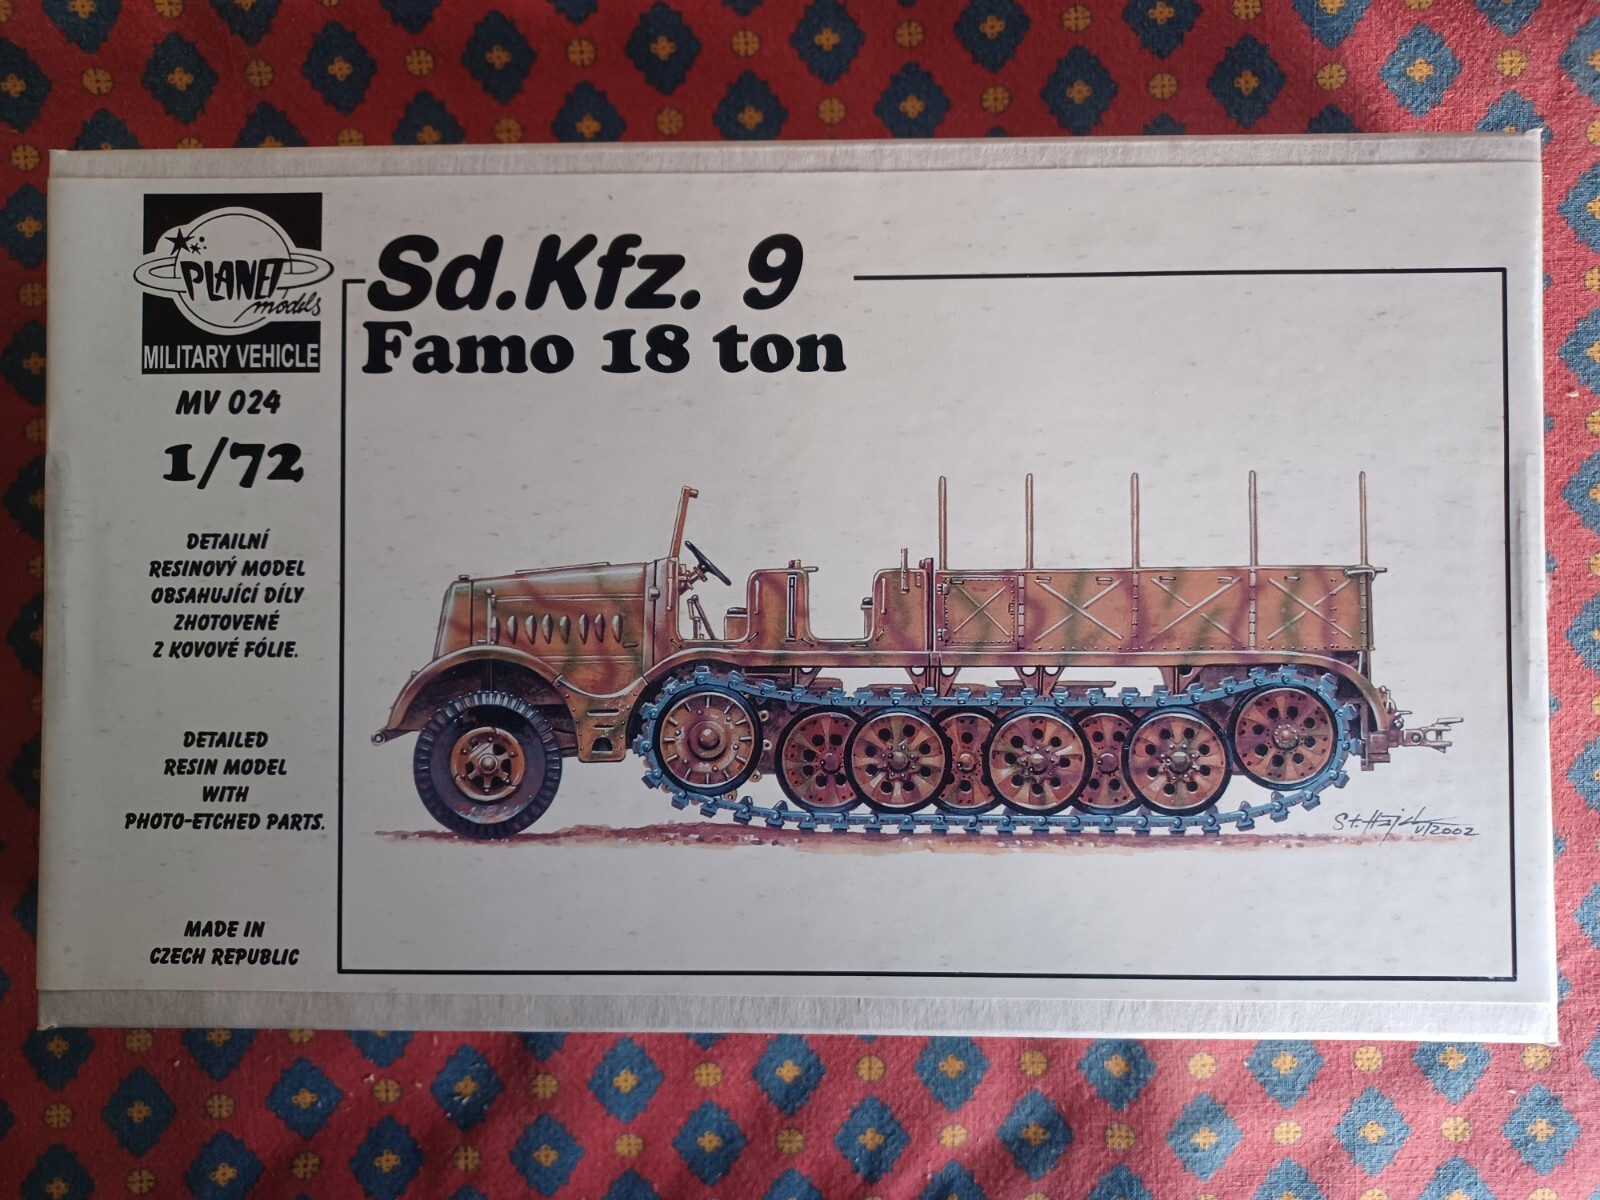 PLANET
models
MILITARY VEHICLE
MV 024
1/72
DETAILNÍ
RESINOVÝ MODEL
OBSAHUJÍCÍ DÍLY
ZHOTOVENÉ
Z KOVOVÉ FÓLIE.
DETAILED
RESIN MODEL
WITH
PHOTO-ETCHED PARTS.
MADE IN
CZECH REPUBLIC
Sd.Kfz. 9
Famo 18 ton
2002